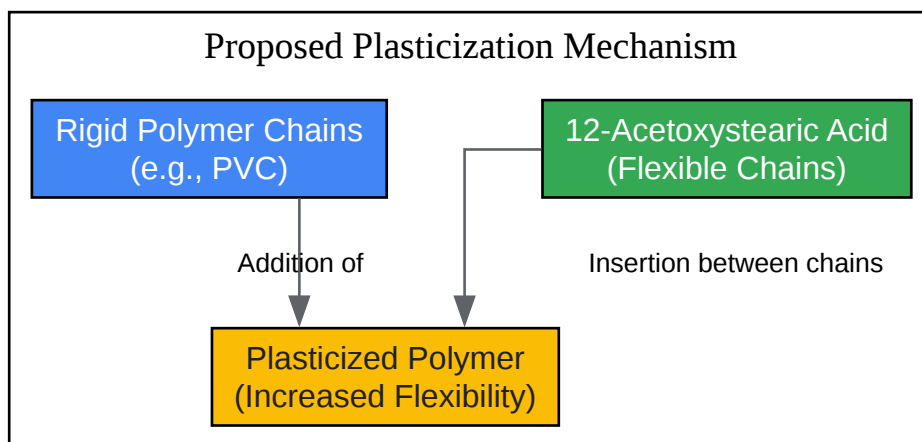 Proposed Plasticization Mechanism
Rigid Polymer Chains
(e.g., PVC)
12-Acetoxystearic Acid
(Flexible Chains)
Addition of
Insertion between chains
Plasticized Polymer
(Increased Flexibility)